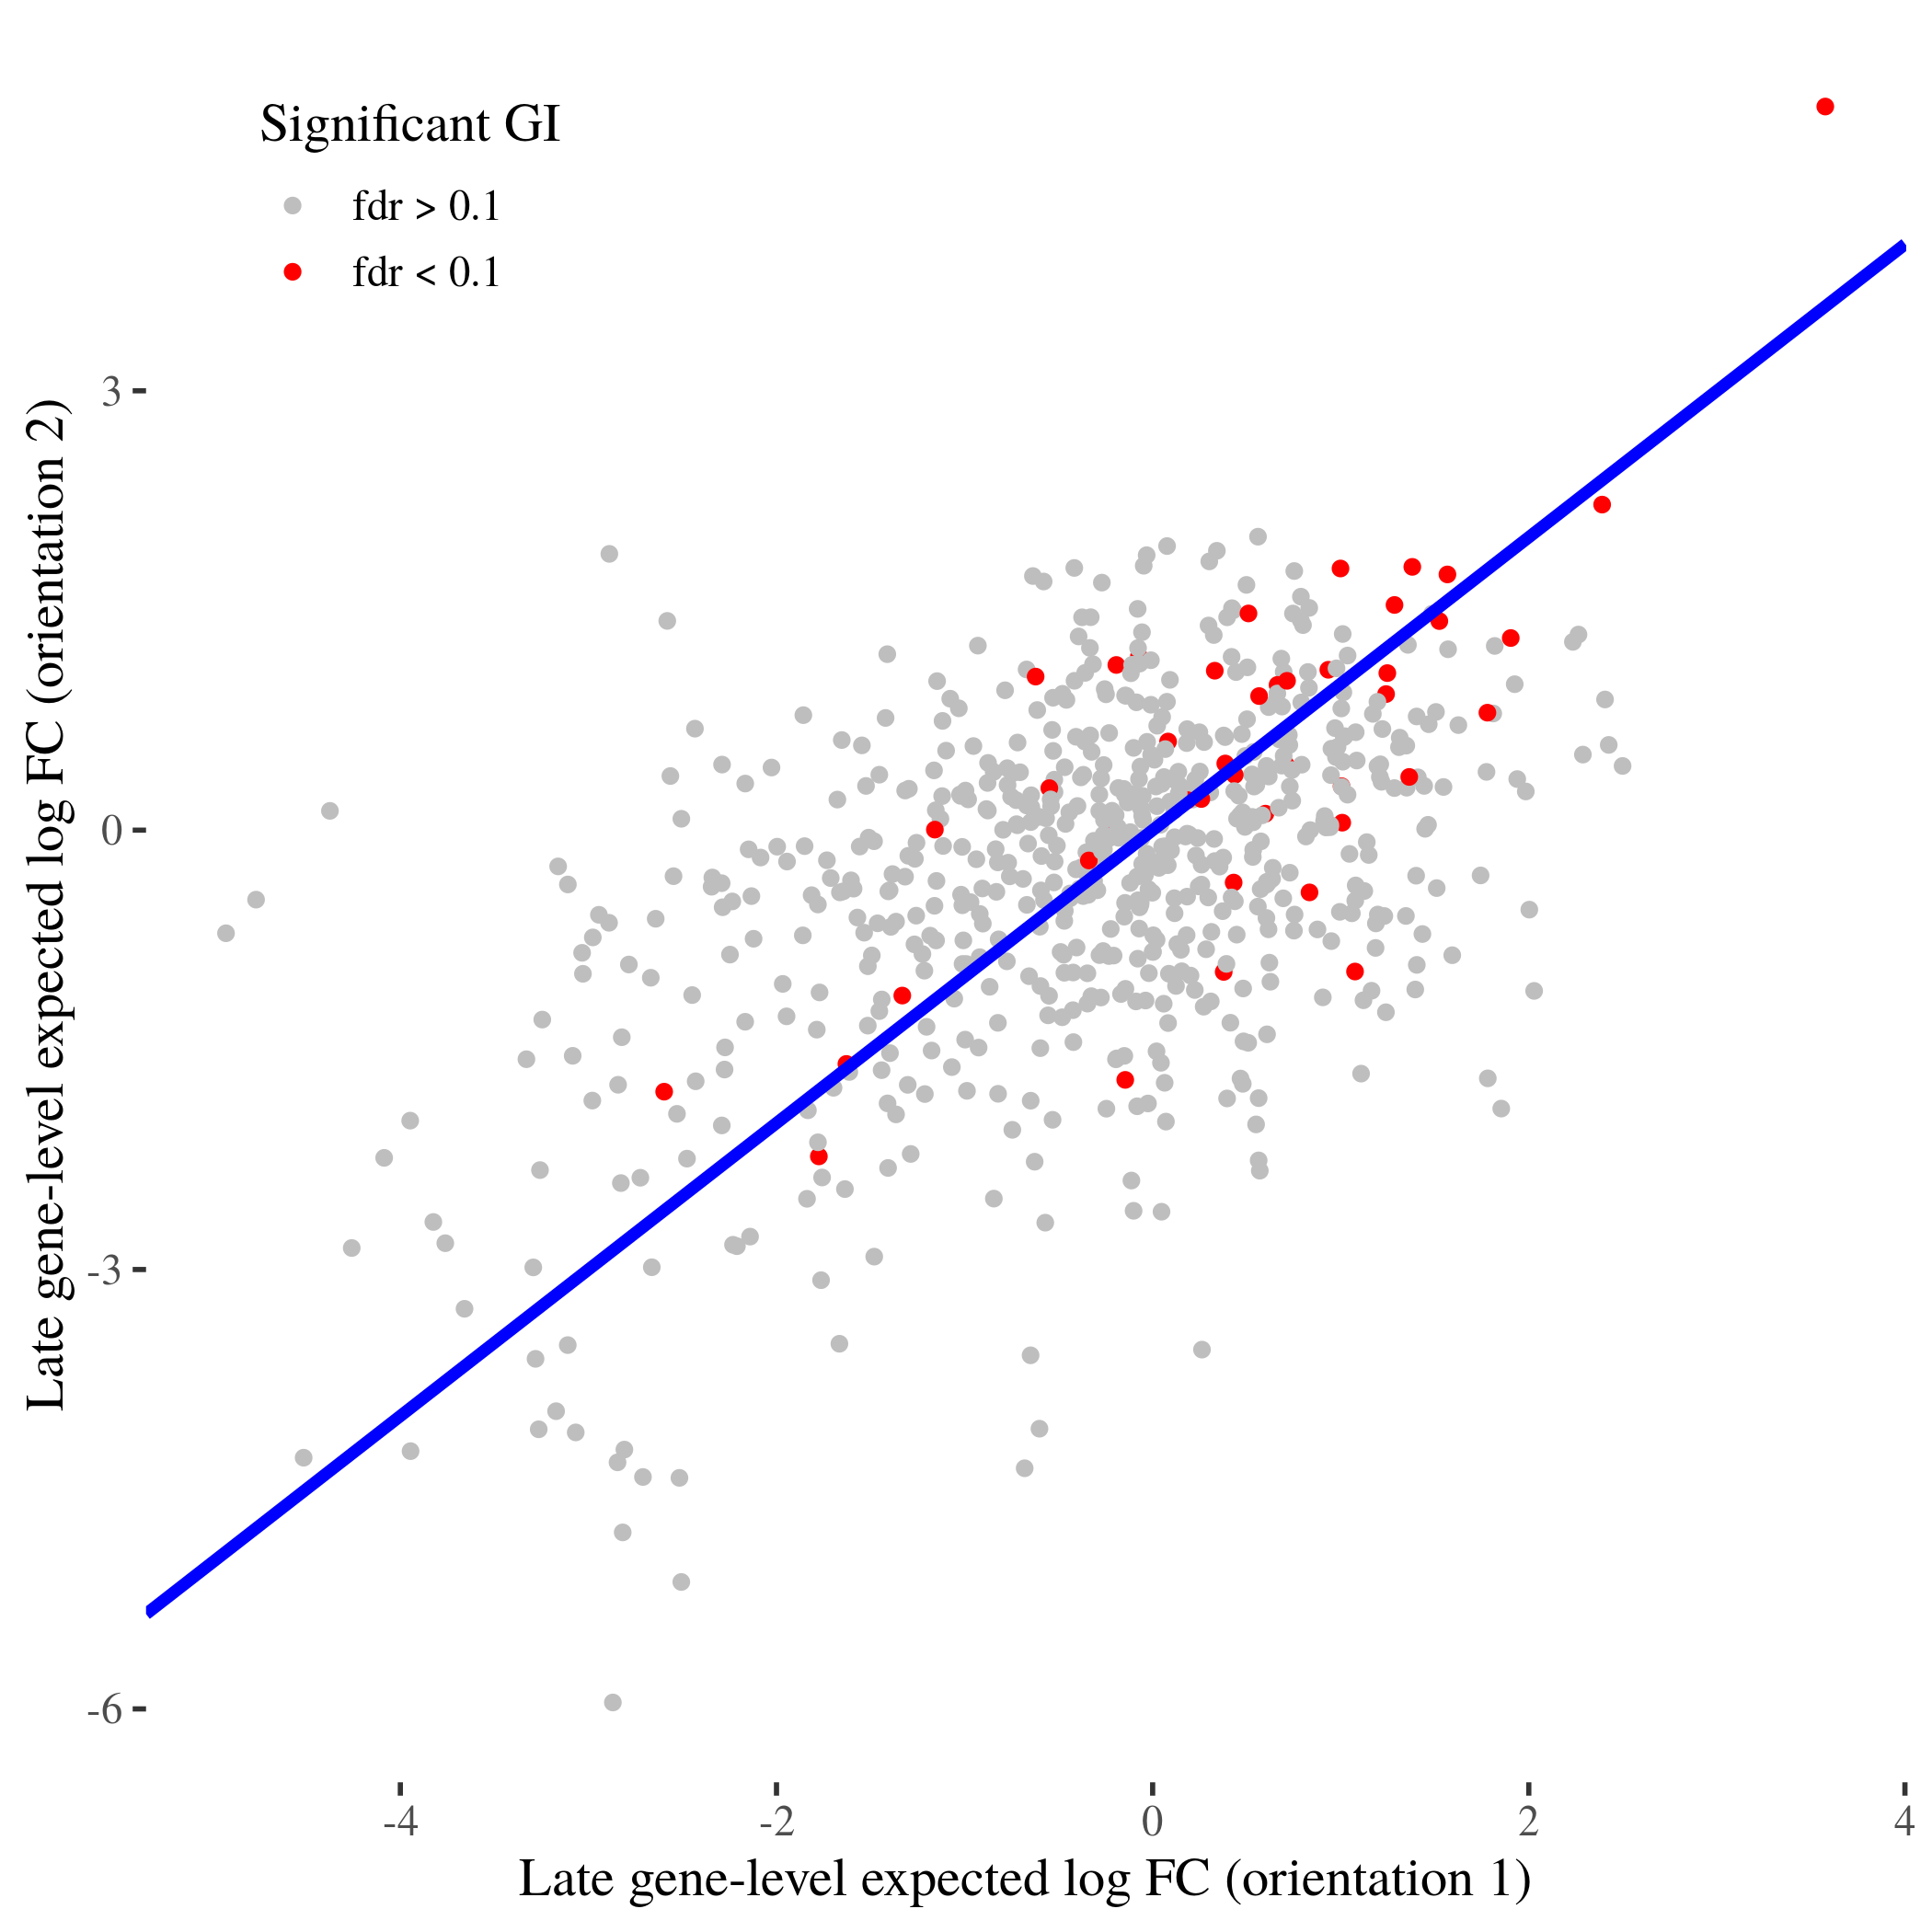 Significant GI
fdr > 0.1
fdr < 0.1
Late gene-level expected log FC (orientation 2)
3
0
-3
-6
-4
-2
0
2
4
Late gene-level expected log FC (orientation 1)